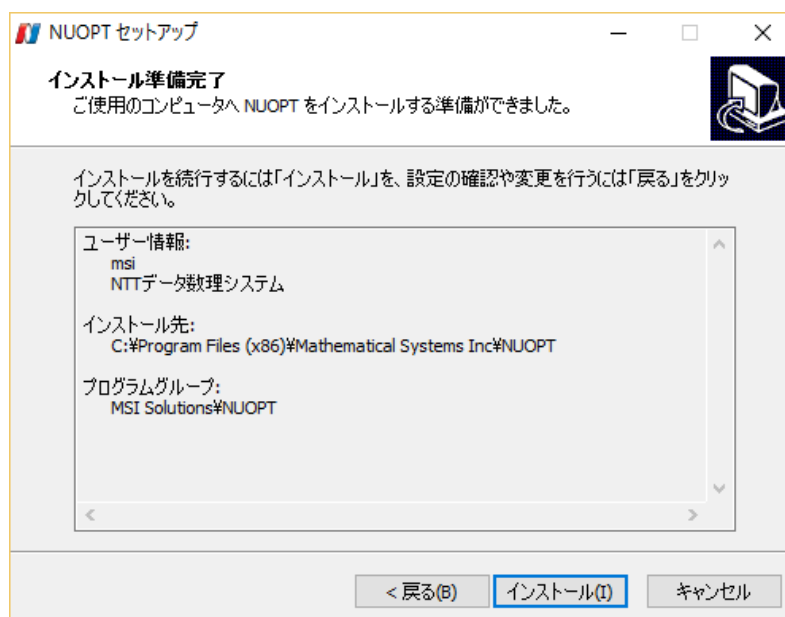 NUOPT セットアップ
インストール準備完了
ご使用のコンピュータへ NUOPT をインストールする準備ができました。
インストールを続行するには「インストール」を、設定の確認や変更を行うには「戻る」をクリッ
クしてください。
ユーザー情報:
msi
NTTデータ数理システム
インストール先:
C:¥Program Files (x86)¥Mathematical Systems Inc¥NUOPT
プログラムグループ:
MSI Solutions¥NUOPT
< 戻る(B)
インストール(I)
キャンセル